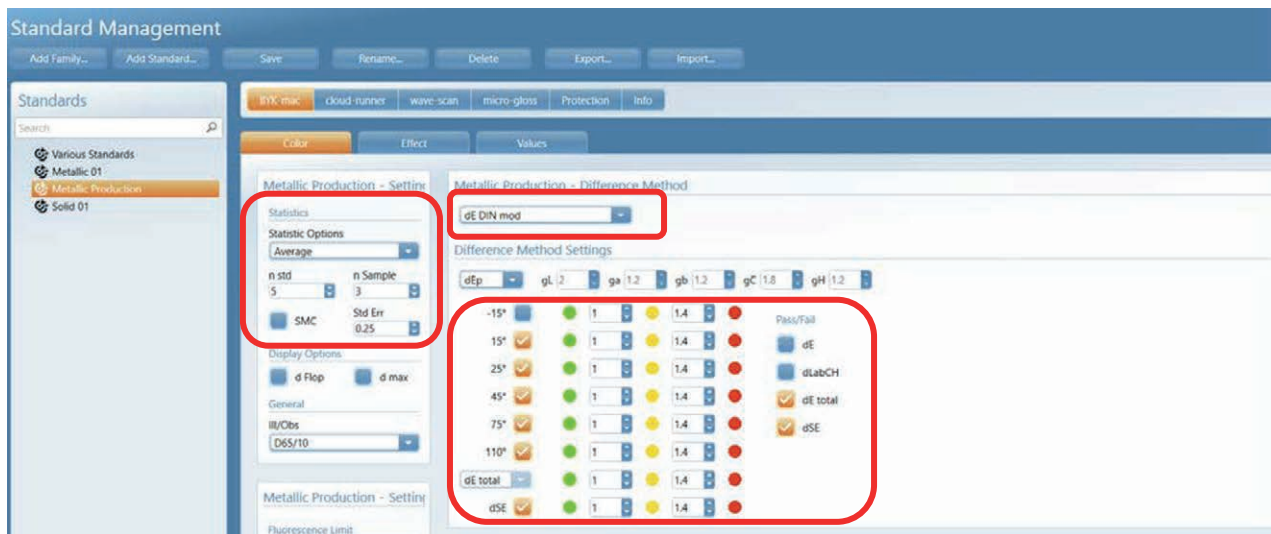 Standard Management
Add Family... Add Standard... Save Rename... Delete Export... Import...
Standards
Search
Various Standards
Metallic 01
Metallic Production
Solid 01
BYK-mac cloud-runner wave-scan micro-gloss Protection Info
Color Effect Values
Metallic Production - Setting
Statistics
Statistic Options
Average
n std n Sample
5 3
SMC Std Err
0.25
Display Options
d Flop d max
General
Ill/Obs
D65/10
Metallic Production - Setting
Fluorescence Limit
Metallic Production - Difference Method
dE DIN mod
Difference Method Settings
dEp gL 2 ga 1.2 gb 1.2 gC 1.8 gH 1.2
-15° 1 1.4
15° 1 1.4
25° 1 1.4
45° 1 1.4
75° 1 1.4
110° 1 1.4
dE total 1 1.4
dSE 1 1.4
Pass/Fail
dE
dLabCH
dE total
dSE